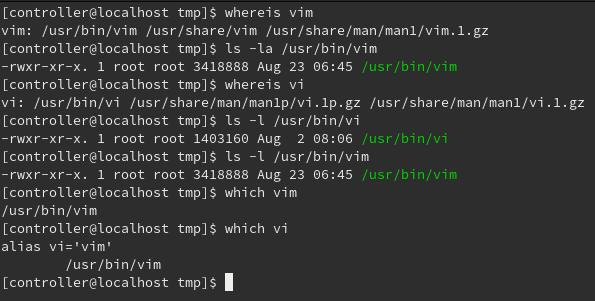 [controller@localhost tmp]$ whereis vim
vim: /usr/bin/vim /usr/share/vim /usr/share/man/man1/vim.1.gz
[controller@localhost tmp]$ ls -la /usr/bin/vim
-rwxr-xr-x. 1 root root 3418888 Aug 23 06:45 /usr/bin/vim
[controller@localhost tmp]$ whereis vi
vi: /usr/bin/vi /usr/share/man/man1p/vi.1p.gz /usr/share/man/man1/vi.1.gz
[controller@localhost tmp]$ ls -l /usr/bin/vi
-rwxr-xr-x. 1 root root 1403160 Aug  2 08:06 /usr/bin/vi
[controller@localhost tmp]$ ls -l /usr/bin/vim
-rwxr-xr-x. 1 root root 3418888 Aug 23 06:45 /usr/bin/vim
[controller@localhost tmp]$ which vim
/usr/bin/vim
[controller@localhost tmp]$ which vi
alias vi='vim'
        /usr/bin/vim
[controller@localhost tmp]$